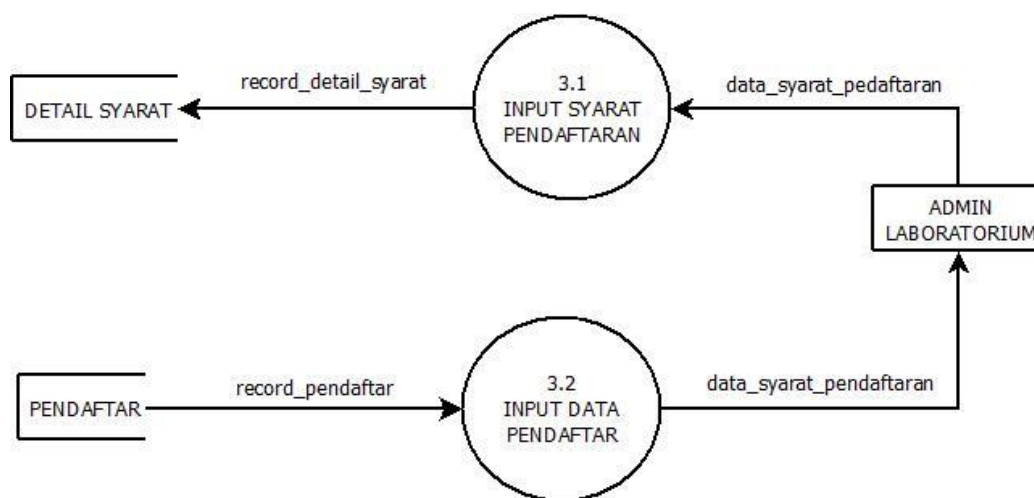 record_detail_syarat
3.1
INPUT SYARAT
PENDAFTARAN
data_syarat_pedaftaran
DETAIL SYARAT
ADMIN
LABORATORIUM
record_pendaftar
3.2
INPUT DATA
PENDAFTAR
data_syarat_pendaftaran
PENDAFTAR